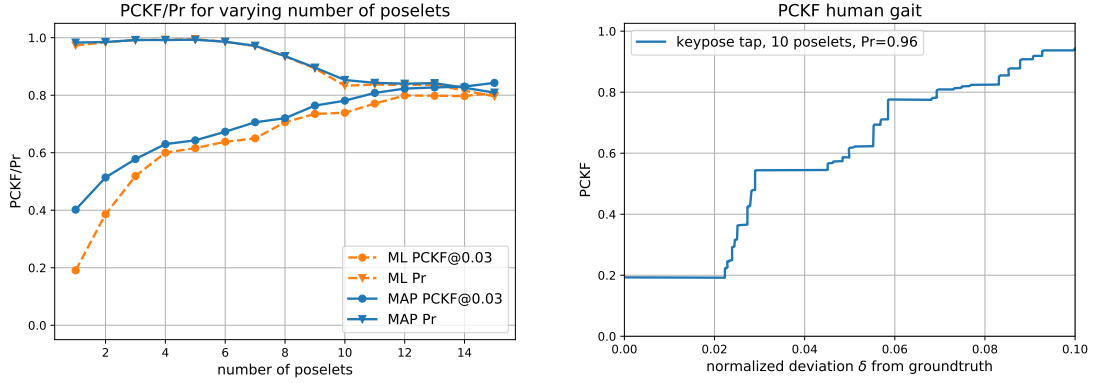 PCKF/Pr for varying number of poselets
PCKF/Pr
1.0
0.8
0.6
0.4
0.2
0.0
ML PCKF@0.03
ML Pr
MAP PCKF@0.03
MAP Pr
2 4 6 8 10 12 14
number of poselets
PCKF human gait
PCKF
1.0
0.8
0.6
0.4
0.2
0.0
keypose tap, 10 poselets, Pr=0.96
0.00 0.02 0.04 0.06 0.08 0.10
normalized deviation δ from groundtruth